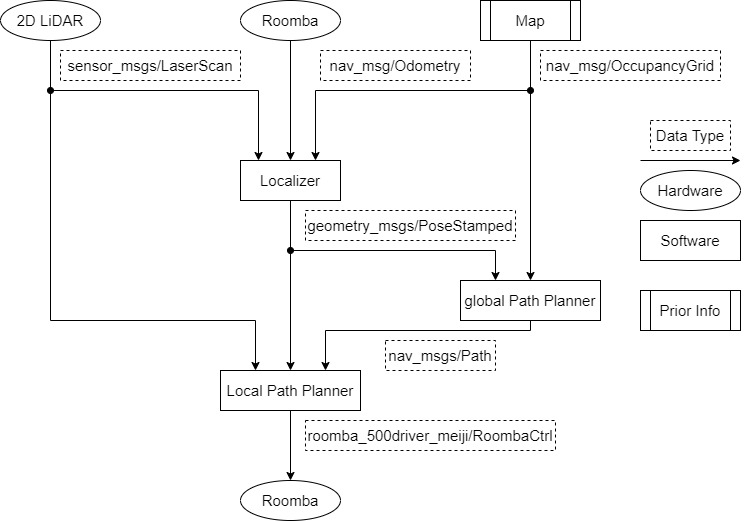 2D LiDAR
Roomba
Map
sensor_msgs/LaserScan
nav_msg/Odometry
nav_msg/OccupancyGrid
Data Type
Localizer
Hardware
geometry_msgs/PoseStamped
Software
global Path Planner
Prior Info
nav_msgs/Path
Local Path Planner
roomba_500driver_meiji/RoombaCtrl
Roomba